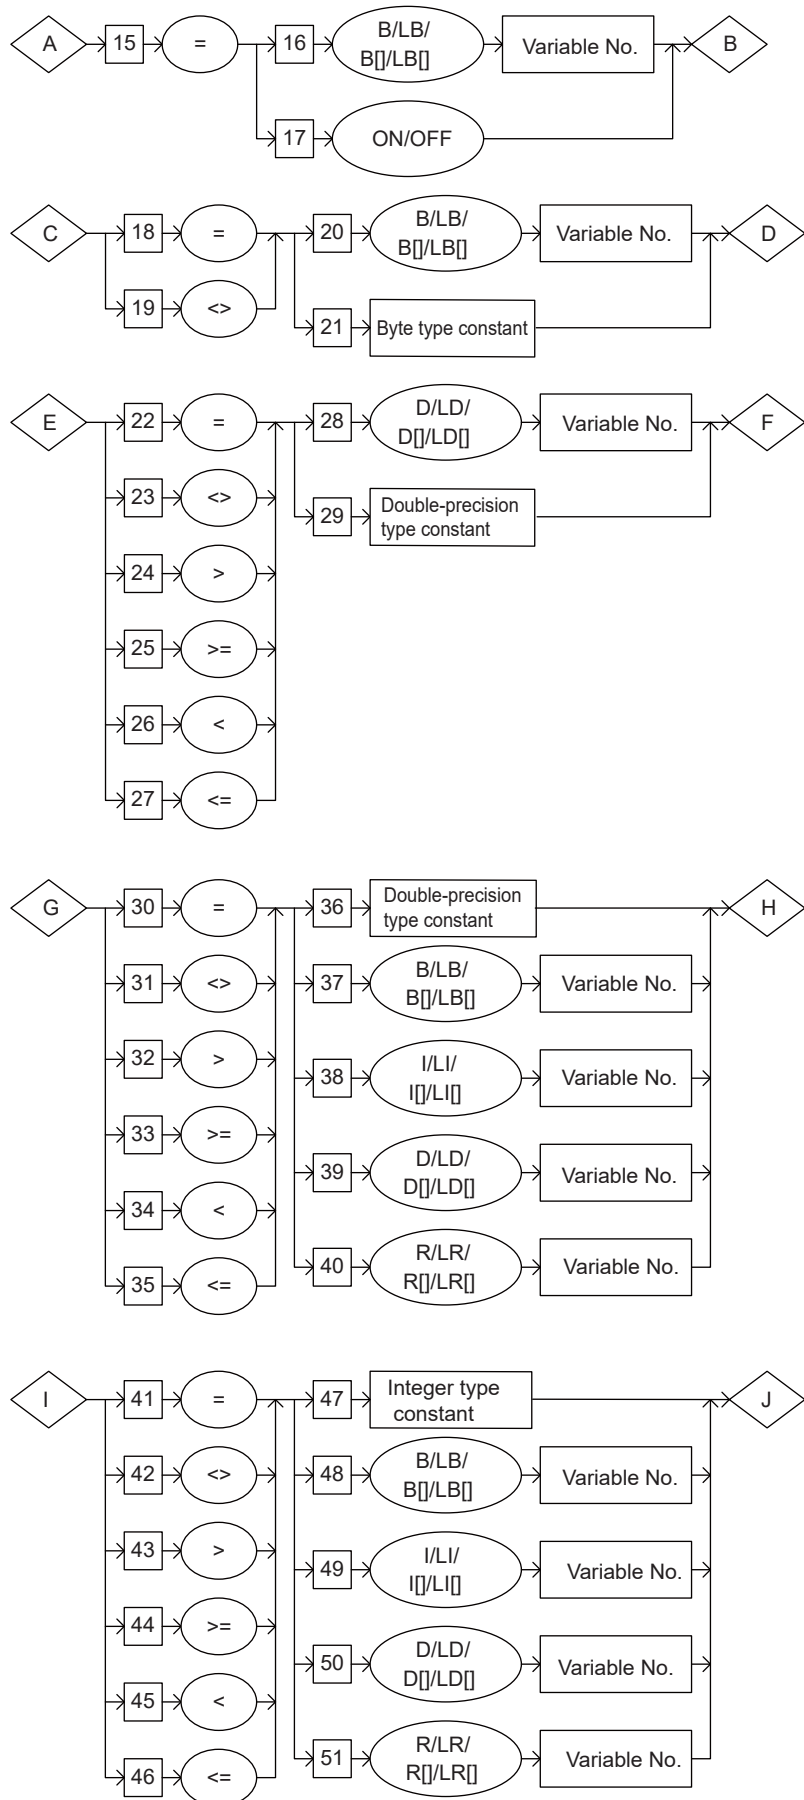 A 15 = 16 B/LB/ B[]/LB[] Variable No. B
17 ON/OFF
C 18 = 20 B/LB/ B[]/LB[] Variable No. D
19 <> 21 Byte type constant
E 22 = 28 D/LD/ D[]/LD[] Variable No. F
23 <> 29 Double-precision type constant
24 >
25 >=
26 <
27 <=
G 30 = 36 Double-precision type constant H
31 <> 37 B/LB/ B[]/LB[] Variable No.
32 > 38 I/LI/ I[]/LI[] Variable No.
33 >= 39 D/LD/ D[]/LD[] Variable No.
34 < 40 R/LR/ R[]/LR[] Variable No.
35 <=
I 41 = 47 Integer type constant J
42 <> 48 B/LB/ B[]/LB[] Variable No.
43 > 49 I/LI/ I[]/LI[] Variable No.
44 >= 50 D/LD/ D[]/LD[] Variable No.
45 < 51 R/LR/ R[]/LR[] Variable No.
46 <=